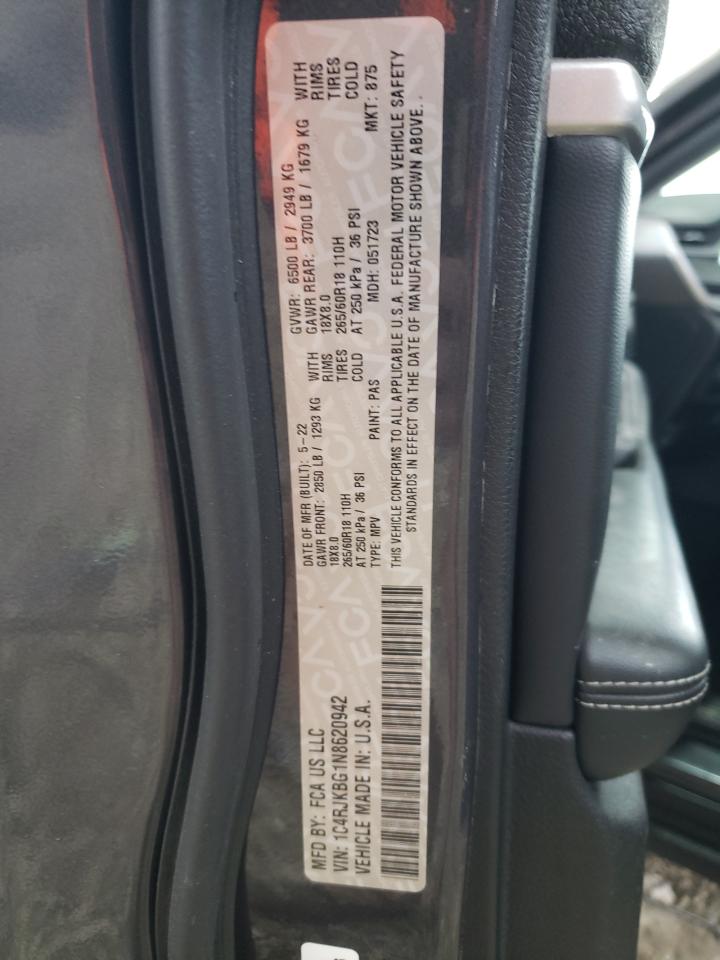 MFD BY: FCA US LLC
DATE OF MFR (BUILT): 5-22
GVWR: 6500 LB / 2949 KG
GAWR FRONT: 2850 LB / 1293 KG WITH
GAWR REAR: 3700 LB / 1679 KG WITH
18X8.0 RIMS
18X8.0 RIMS
265/60R18 110H TIRES
265/60R18 110H TIRES
AT 250 kPa / 36 PSI COLD
AT 250 kPa / 36 PSI COLD
VIN: 1C4RJKBG1N8620942
TYPE: MPV PAINT: PAS MDH: 051723 MKT: 875
VEHICLE MADE IN: U.S.A.
THIS VEHICLE CONFORMS TO ALL APPLICABLE U.S.A. FEDERAL MOTOR VEHICLE SAFETY
STANDARDS IN EFFECT ON THE DATE OF MANUFACTURE SHOWN ABOVE. .